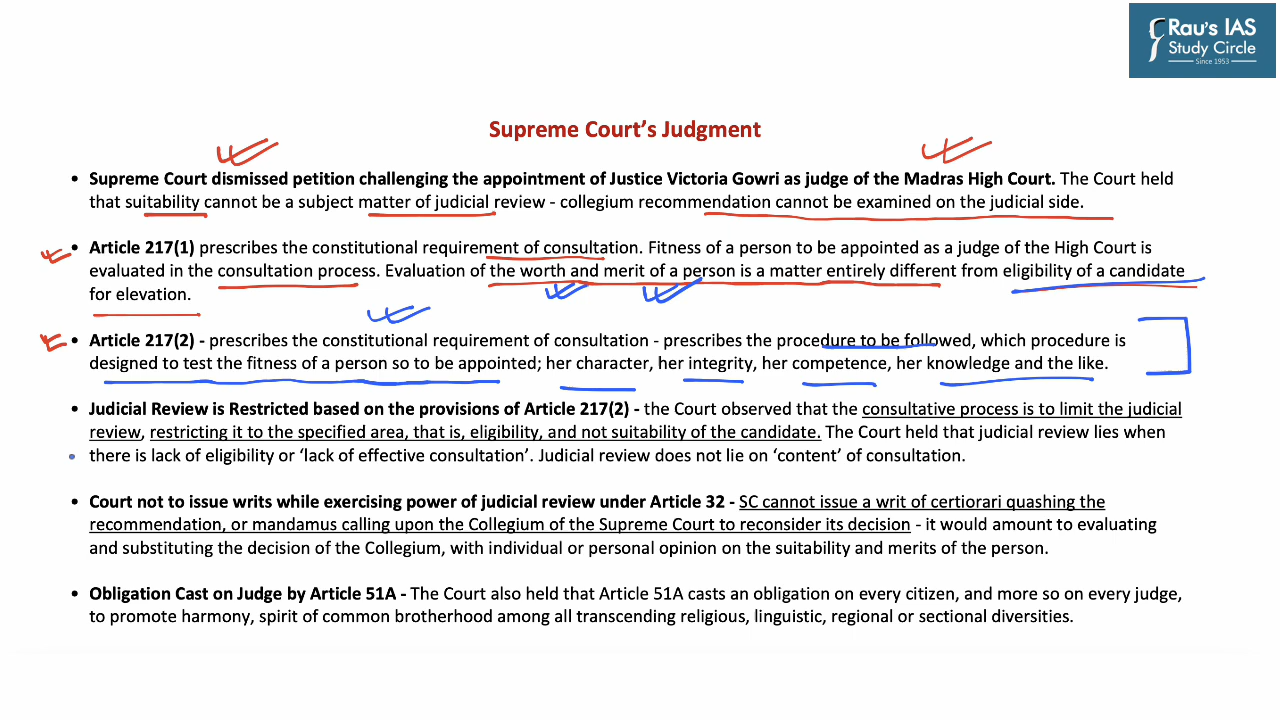 Rau's IAS
Study Circle
Since 1953
Supreme Court's Judgment
• Supreme Court dismissed petition challenging the appointment of Justice Victoria Gowri as judge of the Madras High Court. The Court held
that suitability cannot be a subject matter of judicial review - collegium recommendation cannot be examined on the judicial side.
• Article 217(1) prescribes the constitutional requirement of consultation. Fitness of a person to be appointed as a judge of the High Court is
evaluated in the consultation process. Evaluation of the worth and merit of a person is a matter entirely different from eligibility of a candidate
for elevation.
• Article 217(2) - prescribes the constitutional requirement of consultation - prescribes the procedure to be followed, which procedure is
designed to test the fitness of a person so to be appointed; her character, her integrity, her competence, her knowledge and the like.
• Judicial Review is Restricted based on the provisions of Article 217(2) - the Court observed that the consultative process is to limit the judicial
review, restricting it to the specified area, that is, eligibility, and not suitability of the candidate. The Court held that judicial review lies when
• there is lack of eligibility or ‘lack of effective consultation’. Judicial review does not lie on ‘content’ of consultation.
• Court not to issue writs while exercising power of judicial review under Article 32 - SC cannot issue a writ of certiorari quashing the
recommendation, or mandamus calling upon the Collegium of the Supreme Court to reconsider its decision - it would amount to evaluating
and substituting the decision of the Collegium, with individual or personal opinion on the suitability and merits of the person.
• Obligation Cast on Judge by Article 51A - The Court also held that Article 51A casts an obligation on every citizen, and more so on every judge,
to promote harmony, spirit of common brotherhood among all transcending religious, linguistic, regional or sectional diversities.